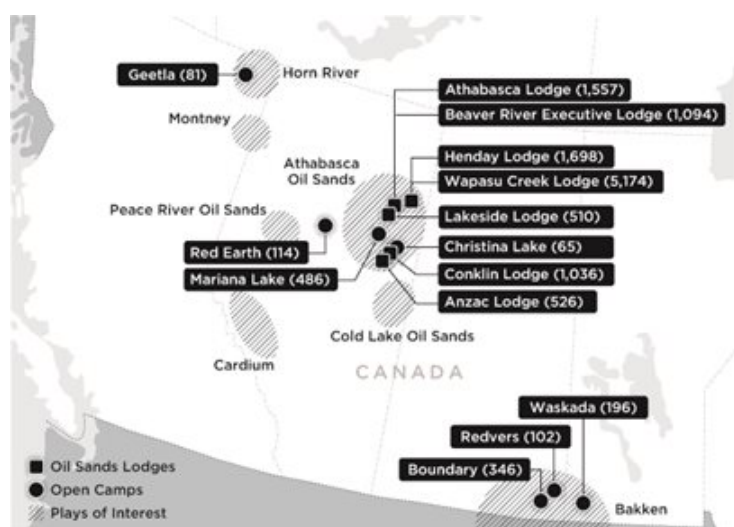 Geetla (81)
Horn River
Montney
Athabasca
Oil Sands
Peace River Oil Sands
Red Earth (114)
Mariana Lake (486)
Athabasca Lodge (1,557)
Beaver River Executive Lodge (1,094)
Henday Lodge (1,698)
Wapasu Creek Lodge (5,174)
Lakeside Lodge (510)
Christina Lake (65)
Conklin Lodge (1,036)
Anzac Lodge (526)
Cold Lake Oil Sands
Cardium
CANADA
Waskada (196)
Redvers (102)
Boundary (346)
Bakken
Oil Sands Lodges
Open Camps
Plays of Interest